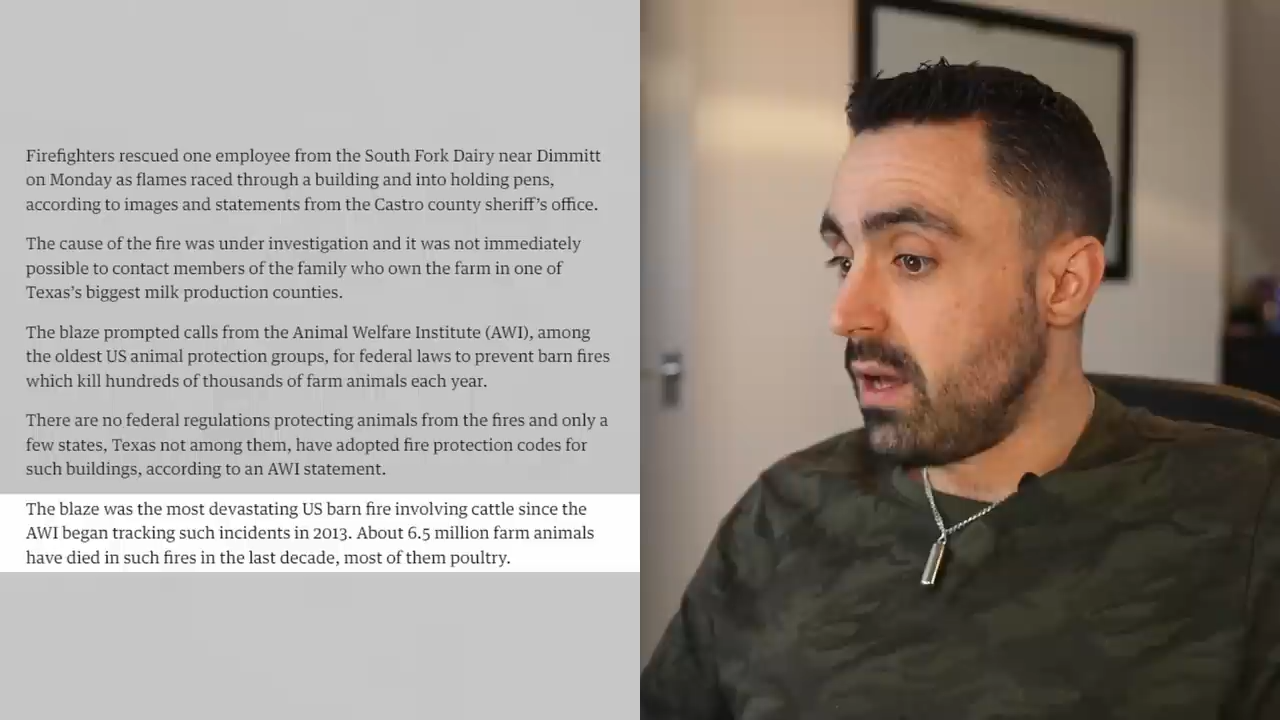 Firefighters rescued one employee from the South Fork Dairy near Dimmitt
on Monday as flames raced through a building and into holding pens,
according to images and statements from the Castro county sheriff’s office.
The cause of the fire was under investigation and it was not immediately
possible to contact members of the family who own the farm in one of
Texas’s biggest milk production counties.
The blaze prompted calls from the Animal Welfare Institute (AWI), among
the oldest US animal protection groups, for federal laws to prevent barn fires
which kill hundreds of thousands of farm animals each year.
There are no federal regulations protecting animals from the fires and only a
few states, Texas not among them, have adopted fire protection codes for
such buildings, according to an AWI statement.
The blaze was the most devastating US barn fire involving cattle since the
AWI began tracking such incidents in 2013. About 6.5 million farm animals
have died in such fires in the last decade, most of them poultry.